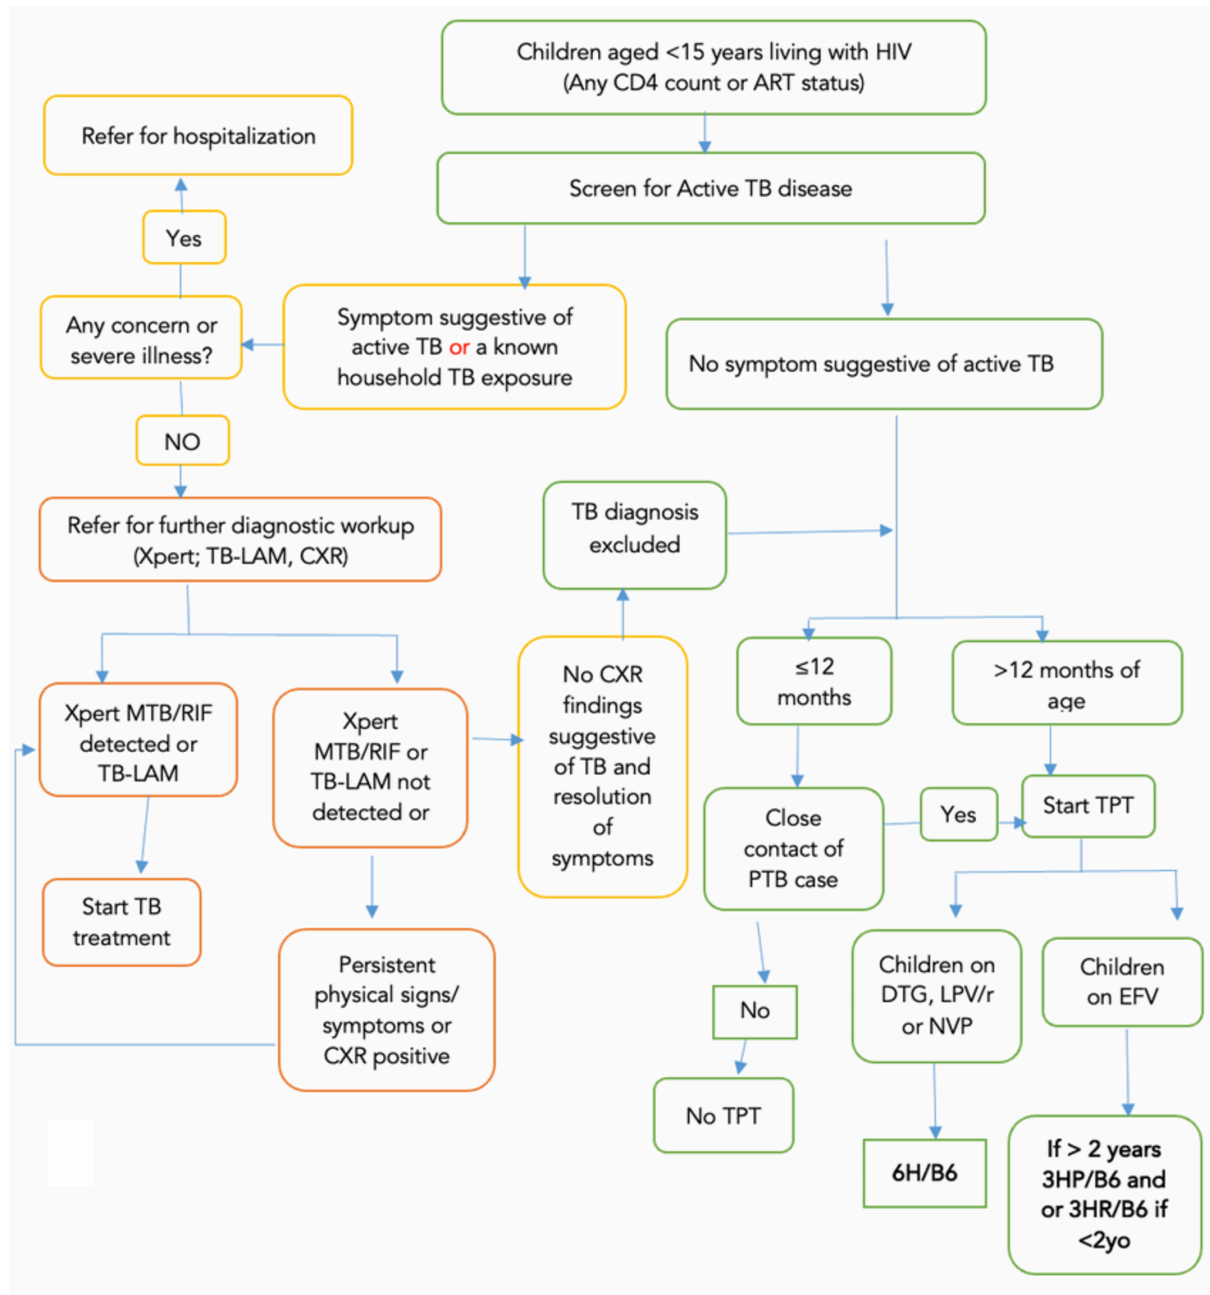 Children aged <15 years living with HIV
(Any CD4 count or ART status)
Refer for hospitalization
Screen for Active TB disease
Yes
Any concern or
severe illness?
Symptom suggestive of
active TB or a known
household TB exposure
No symptom suggestive of active TB
NO
Refer for further diagnostic workup
(Xpert; TB-LAM, CXR)
TB diagnosis
excluded
Xpert MTB/RIF
detected or
TB-LAM
Xpert
MTB/RIF or
TB-LAM not
detected or
No CXR
findings
suggestive
of TB and
resolution
of
symptoms
≤12
months
>12 months of
age
Close
contact of
PTB case
Yes
Start TPT
Start TB
treatment
Persistent
physical signs/
symptoms or
CXR positive
No
No TPT
Children on
DTG, LPV/r
or NVP
Children
on EFV
6H/B6
If > 2 years
3HP/B6 and
or 3HR/B6 if
<2yo